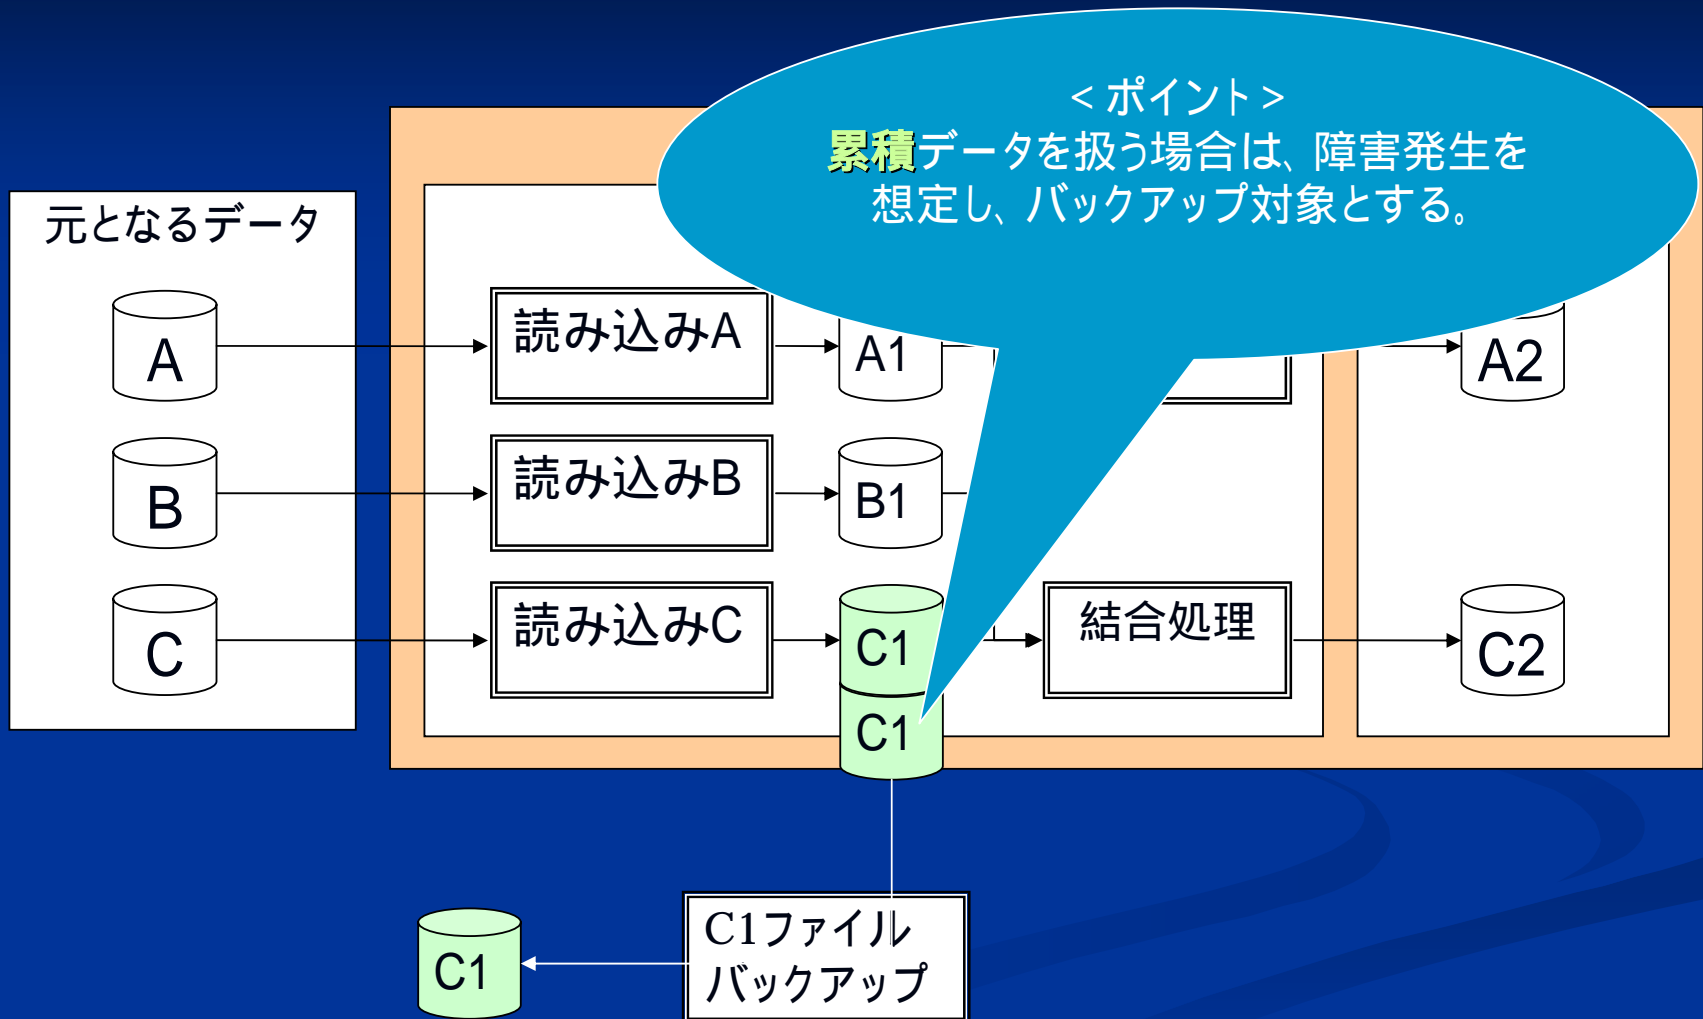 ＜ポイント＞
累積データを扱う場合は、障害発生を
想定し、バックアップ対象とする。
元となるデータ
A
読み込みA
A1
A2
B
読み込みB
B1
C
読み込みC
C1
結合処理
C2
C1
C1ファイル
バックアップ
C1